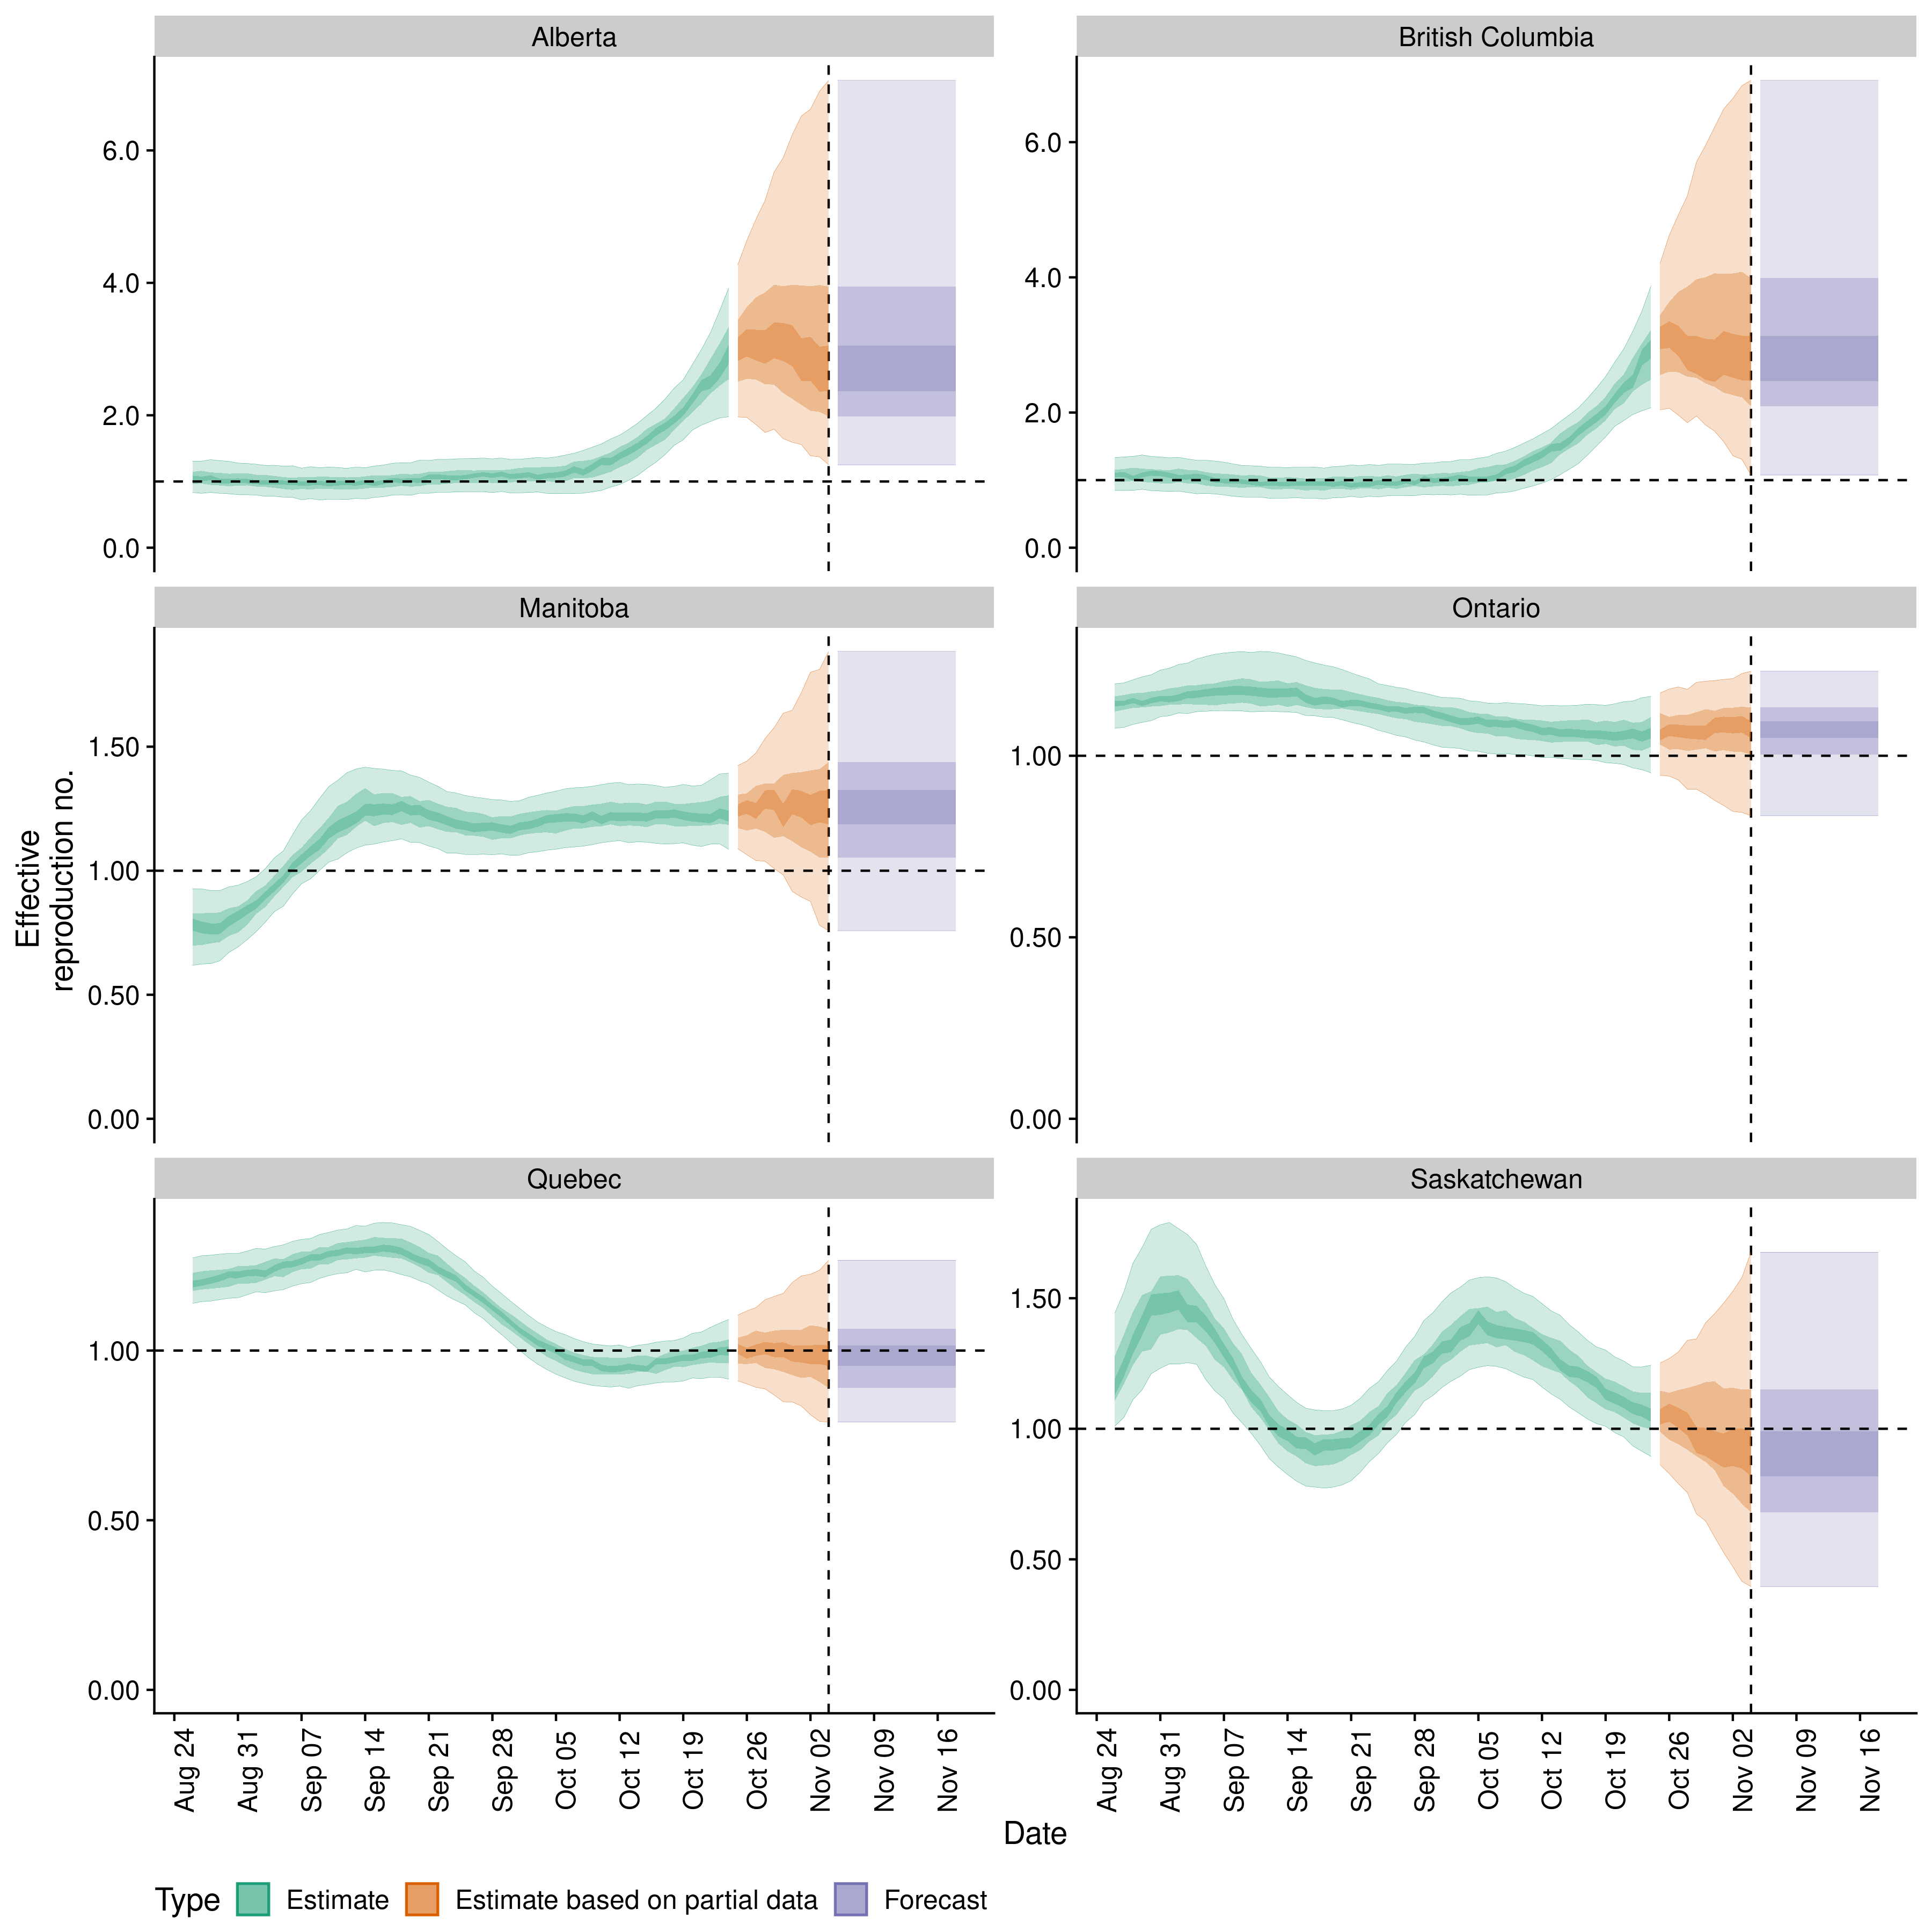 Alberta
British Columbia
6.0
4.0
2.0
0.0
6.0
4.0
2.0
0.0
Manitoba
Ontario
1.50
1.00
0.50
0.00
1.00
0.50
0.00
Effective
reproduction no.
Quebec
Saskatchewan
1.00
0.50
0.00
1.50
1.00
0.50
0.00
Aug 24
Aug 31
Sep 07
Sep 14
Sep 21
Sep 28
Oct 05
Oct 12
Oct 19
Oct 26
Nov 02
Nov 09
Nov 16
Aug 24
Aug 31
Sep 07
Sep 14
Sep 21
Sep 28
Oct 05
Oct 12
Oct 19
Oct 26
Nov 02
Nov 09
Nov 16
Date
Type Estimate Estimate based on partial data Forecast